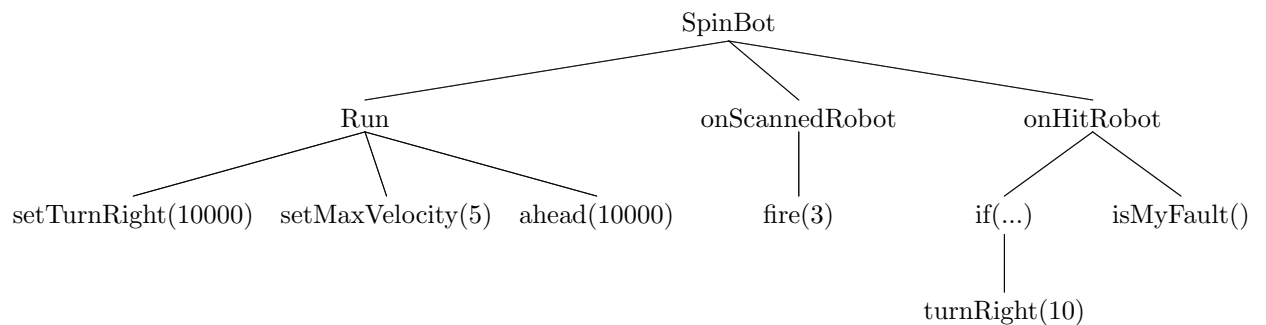 SpinBot
Run onScannedRobot onHitRobot
setTurnRight(10000) setMaxVelocity(5) ahead(10000) fire(3) if(...) isMyFault()
turnRight(10)